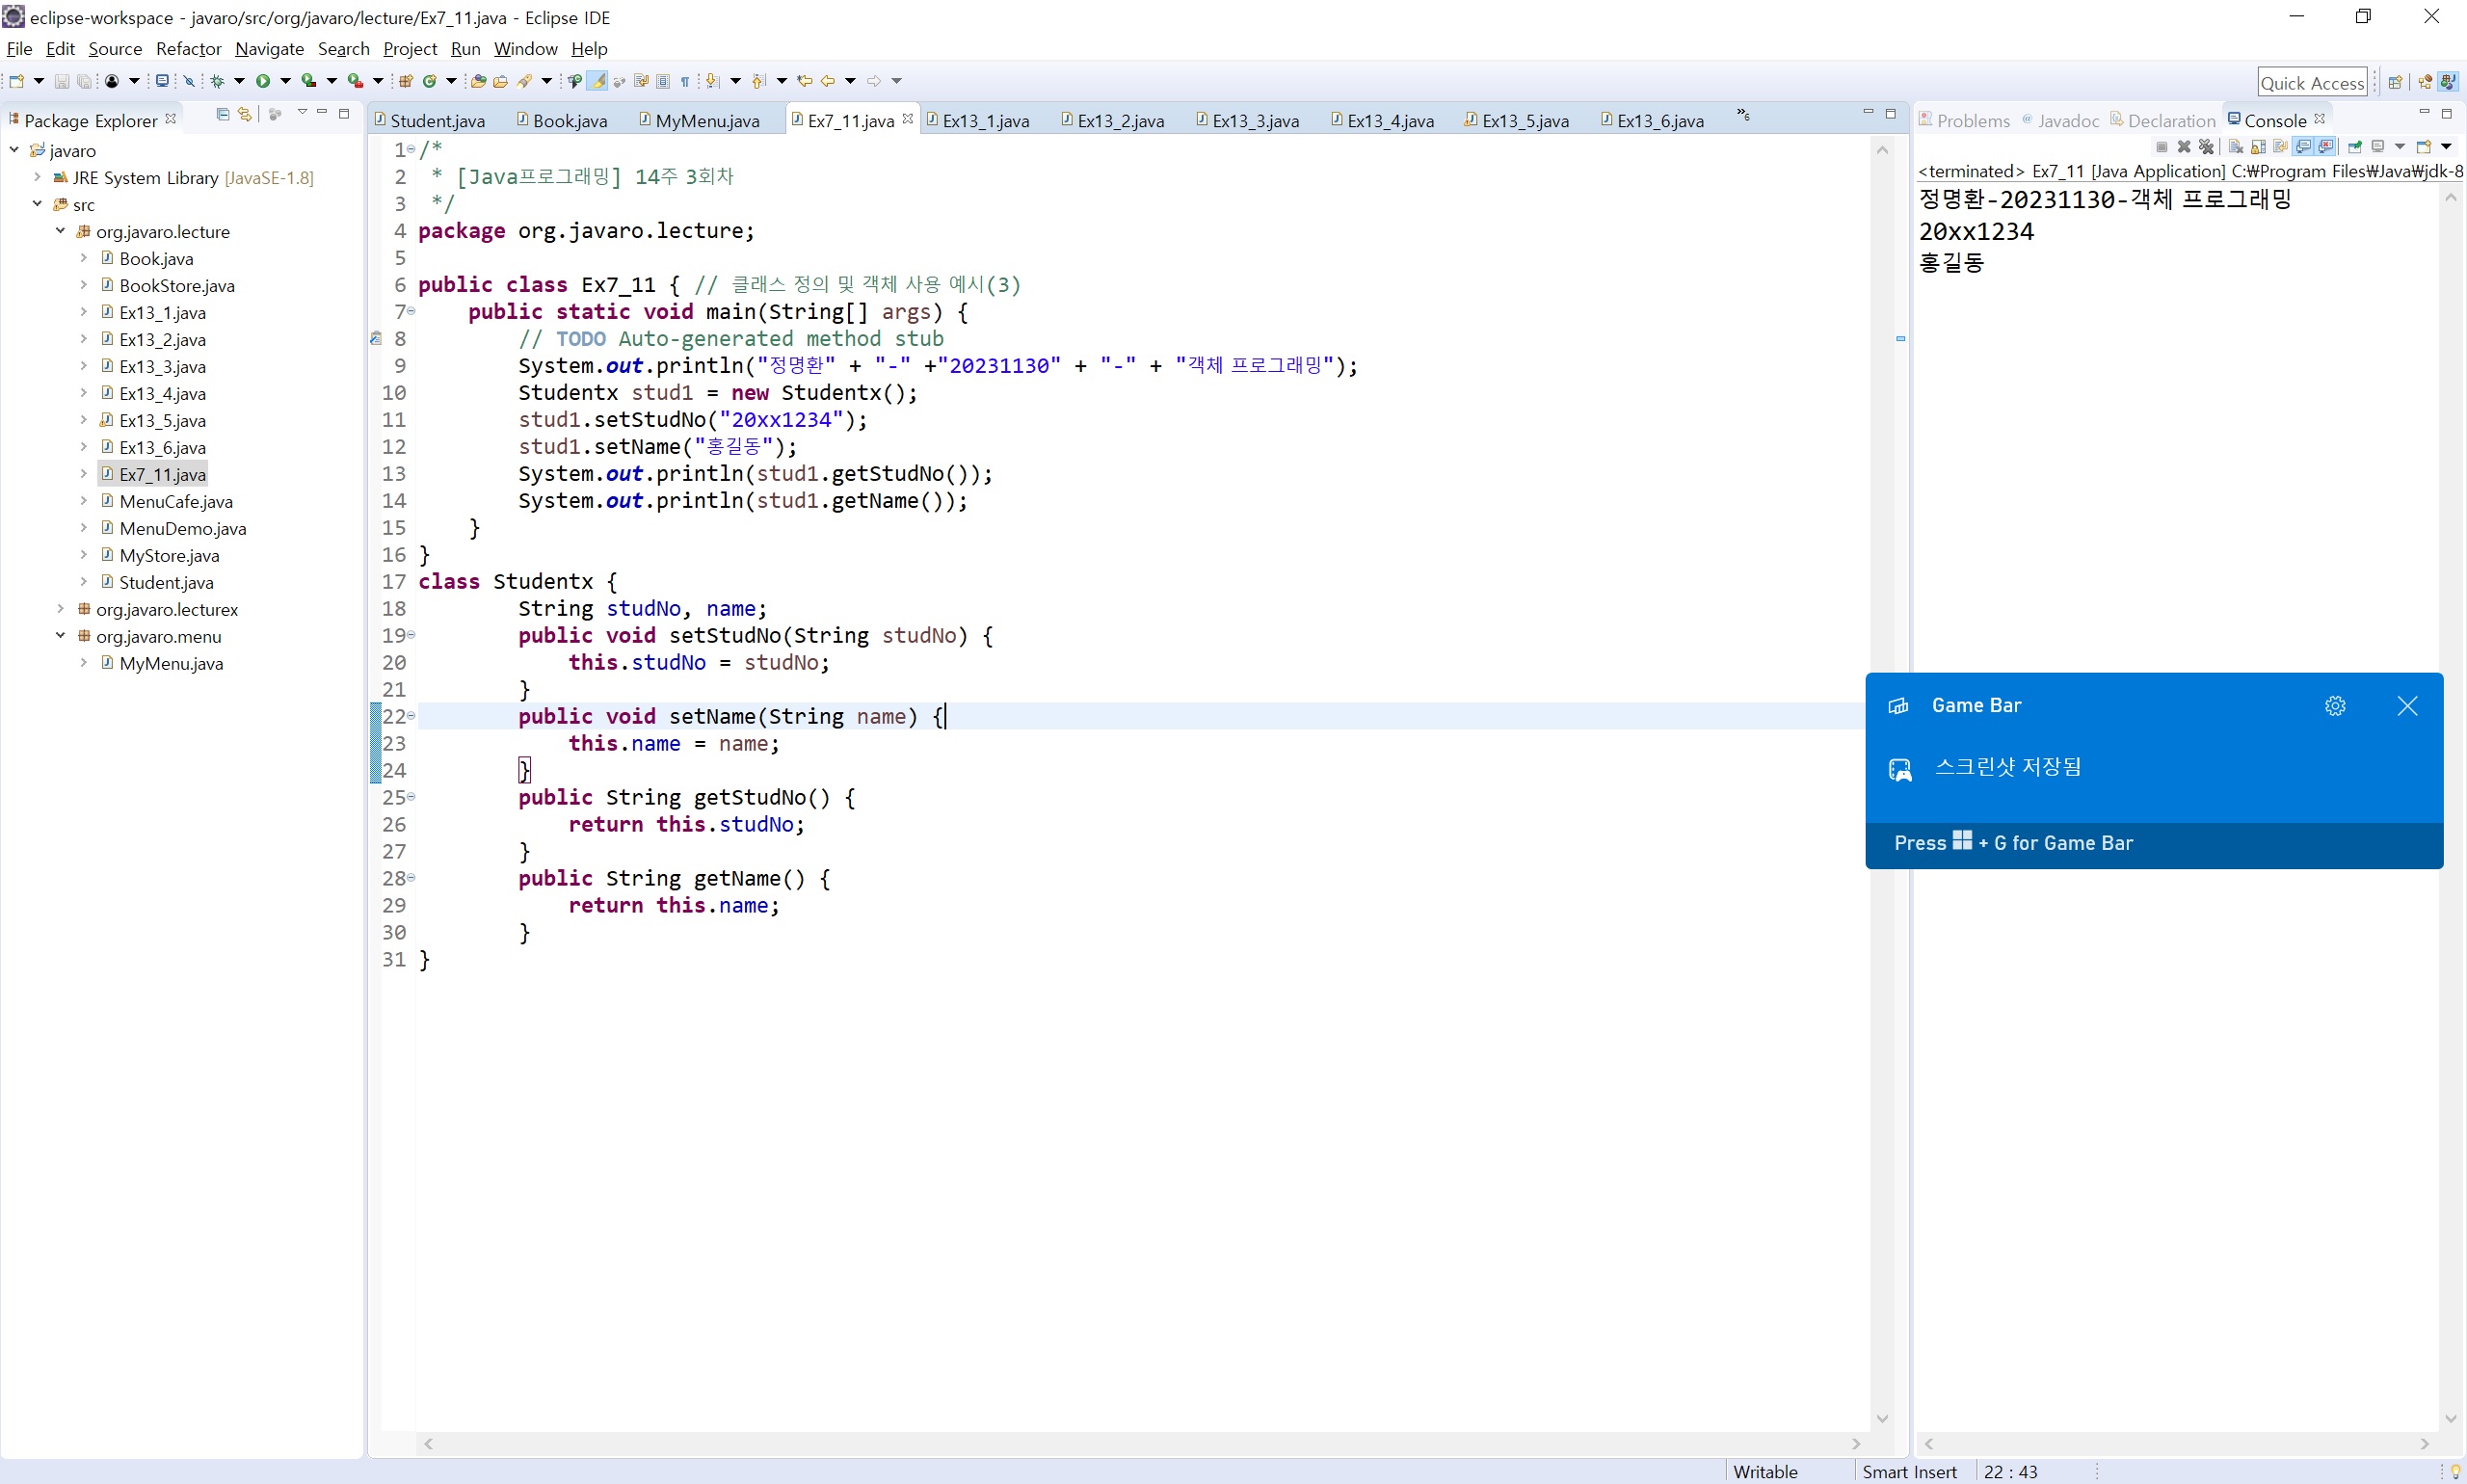 eclipse-workspace - javaro/src/org/javaro/lecture/Ex7_11.java - Eclipse IDE
File Edit Source Refactor Navigate Search Project Run Window Help
Quick Access
Package Explorer
javaro
JRE System Library [JavaSE-1.8]
src
org.javaro.lecture
Book.java
BookStore.java
Ex13_1.java
Ex13_2.java
Ex13_3.java
Ex13_4.java
Ex13_5.java
Ex13_6.java
Ex7_11.java
MenuCafe.java
MenuDemo.java
MyStore.java
Student.java
org.javaro.lecturex
org.javaro.menu
MyMenu.java
Student.java Book.java MyMenu.java Ex7_11.java Ex13_1.java Ex13_2.java Ex13_3.java Ex13_4.java Ex13_5.java Ex13_6.java »6
1 /*
2 * [Java프로그래밍] 14주 3회차
3 */
4 package org.javaro.lecture;
5
6 public class Ex7_11 { // 클래스 정의 및 객체 사용 예시(3)
7 public static void main(String[] args) {
8 // TODO Auto-generated method stub
9 System.out.println("정명환" + "-" +"20231130" + "-" + "객체 프로그래밍");
10 Studentx stud1 = new Studentx();
11 stud1.setStudNo("20xx1234");
12 stud1.setName("홍길동");
13 System.out.println(stud1.getStudNo());
14 System.out.println(stud1.getName());
15 }
16 }
17 class Studentx {
18 String studNo, name;
19 public void setStudNo(String studNo) {
20 this.studNo = studNo;
21 }
22 public void setName(String name) {
23 this.name = name;
24 }
25 public String getStudNo() {
26 return this.studNo;
27 }
28 public String getName() {
29 return this.name;
30 }
31 }
Problems Javadoc Declaration Console
<terminated> Ex7_11 [Java Application] C:₩Program Files₩Java₩jdk-8
정명환-20231130-객체 프로그래밍
20xx1234
홍길동
Game Bar
스크린샷 저장됨
Press + G for Game Bar
Writable Smart Insert 22 : 43